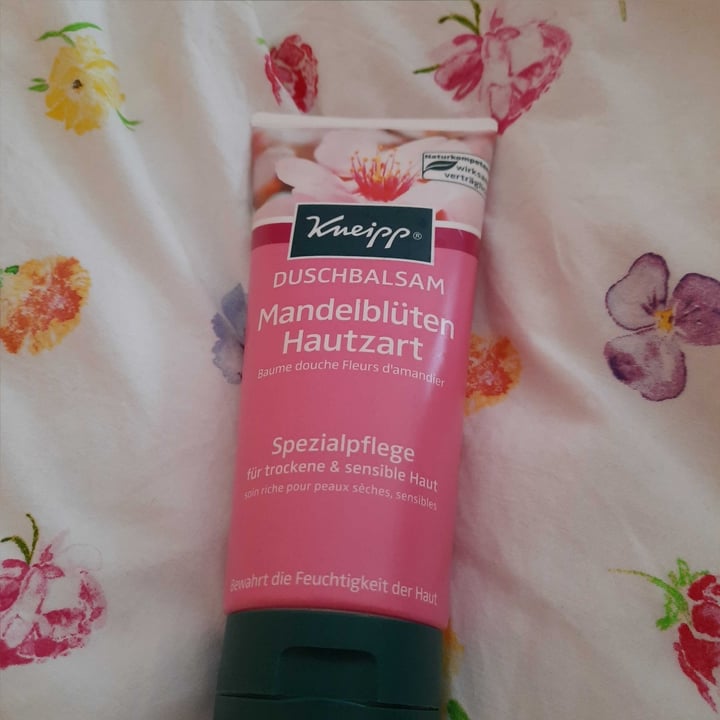 Naturkompetenz
wirksam
verträglich
Kneipp®
DUSCHBALSAM
Mandelblüten
Hautzart
Baume douche Fleurs d'amandier
Spezialpflege
für trockene & sensible Haut
soin riche pour peaux sèches, sensibles
Bewahrt die Feuchtigkeit der Haut